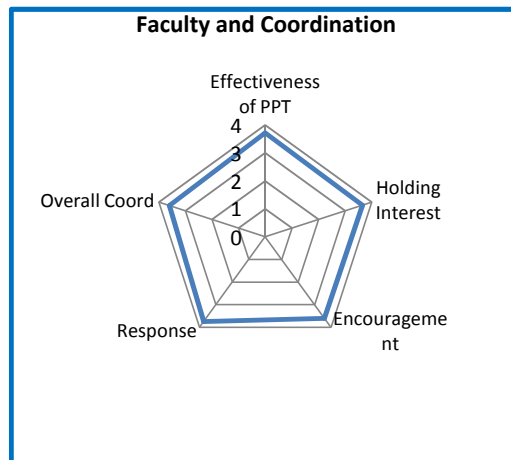 Faculty and Coordination
Effectiveness
of PPT
4
3
2
1
0
Holding
Interest
Encourageme
nt
Response
Overall Coord